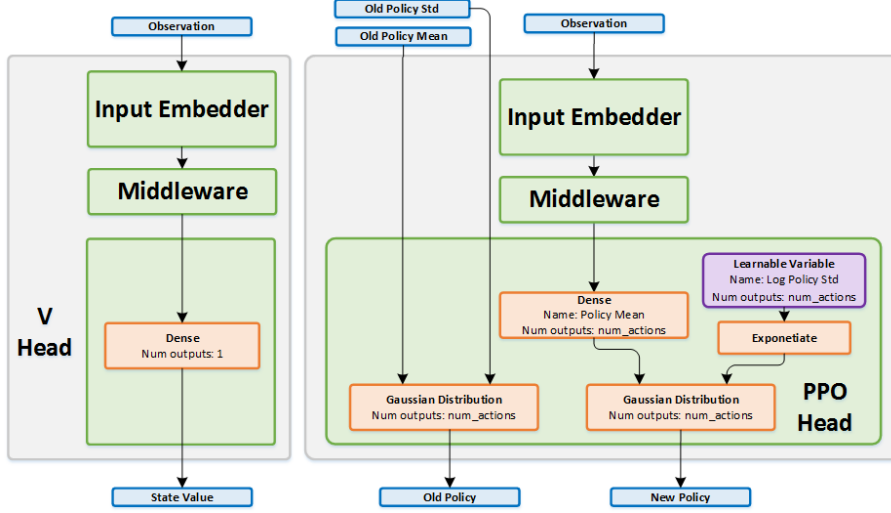 Observation
Input Embedder
Middleware
V
Head
Dense
Num outputs: 1
State Value
Old Policy Std
Old Policy Mean
Observation
Input Embedder
Middleware
Learnable Variable
Name: Log Policy Std
Num outputs: num_actions
Dense
Name: Policy Mean
Num outputs: num_actions
Exponetiate
Gaussian Distribution
Num outputs: num_actions
Gaussian Distribution
Num outputs: num_actions
PPO
Head
Old Policy
New Policy